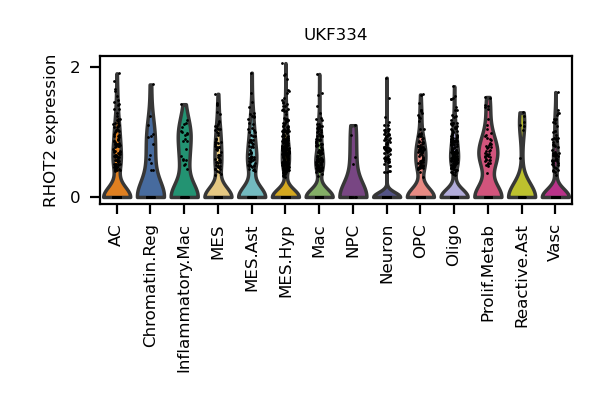 UKF334
RHOT2 expression
2
0
AC
Chromatin.Reg
Inflammatory.Mac
MES
MES.Ast
MES.Hyp
Mac
NPC
Neuron
OPC
Oligo
Prolif.Metab
Reactive.Ast
Vasc